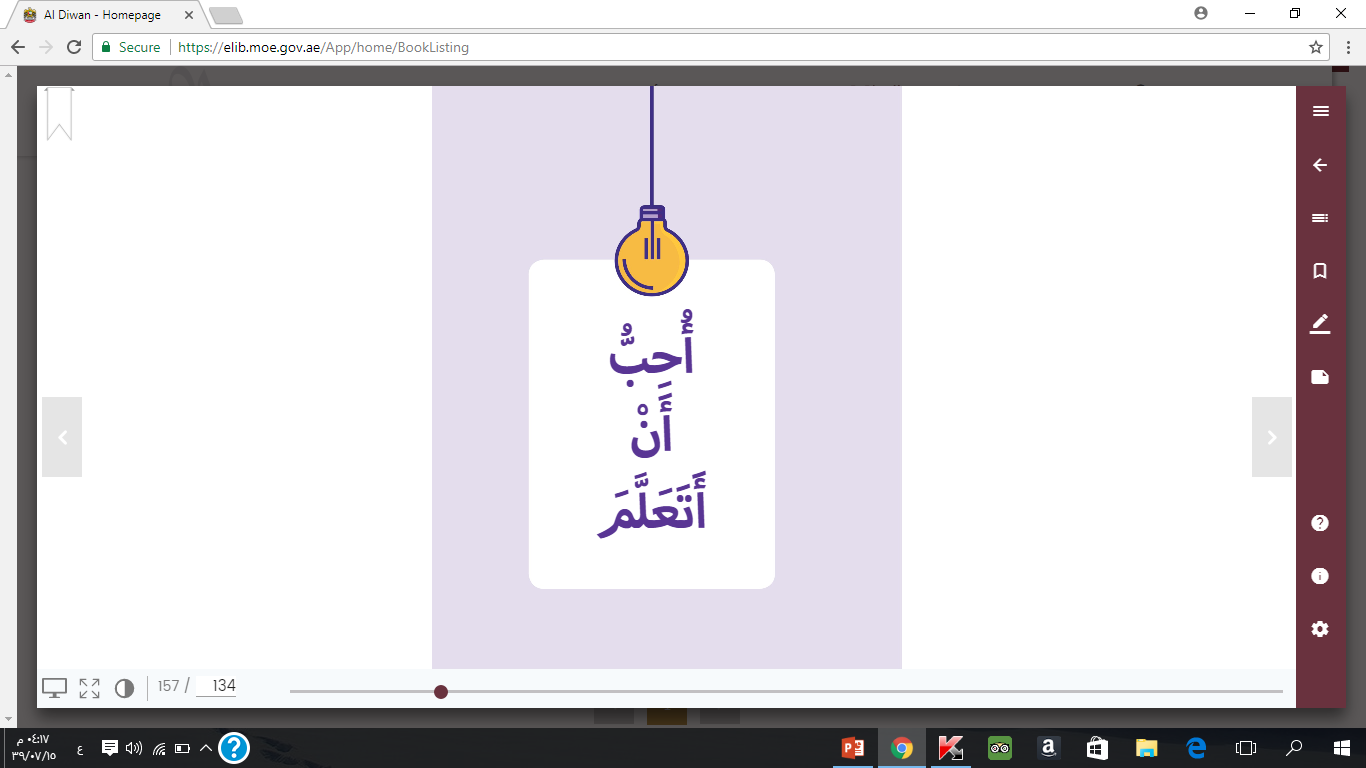 Al Diwan - Homepage
Secure https://elib.moe.gov.ae/App/home/BookListing
أُحِبُّ
أَنْ
أَتَعَلَّمَ
157 / 134
٠٤:١٧ م
٣٩/٠٧/١٥
ع